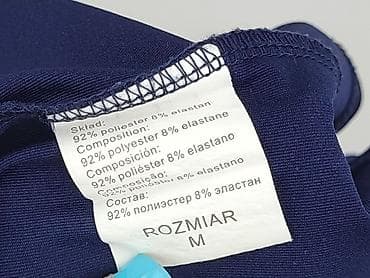 Skład:
92% poliester 8% elastan
Composition:
92% polyester 8% elastane
Composición:
92% poliéster 8% elastano
Composição:
92% poliéster 8% elastan
Состав:
92% полиэстер 8% эластан
ROZMIAR
M